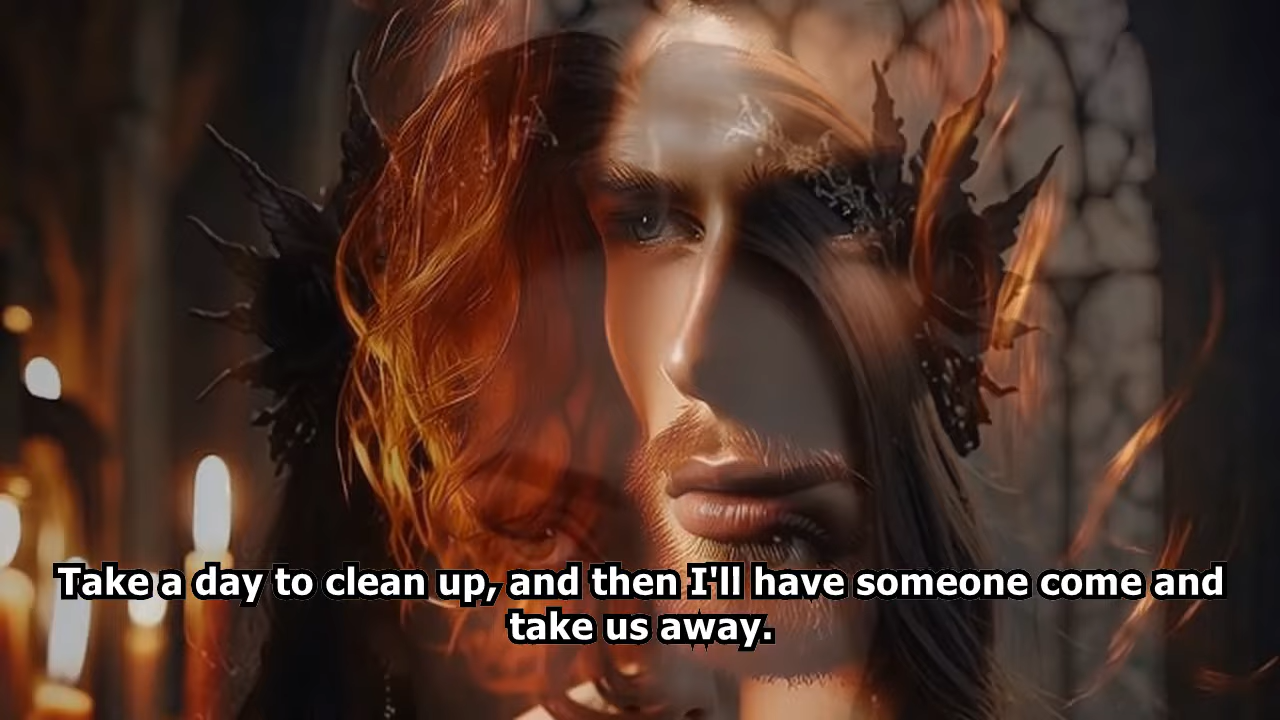 Take a day to clean up, and then I'll have someone come and
take us away.